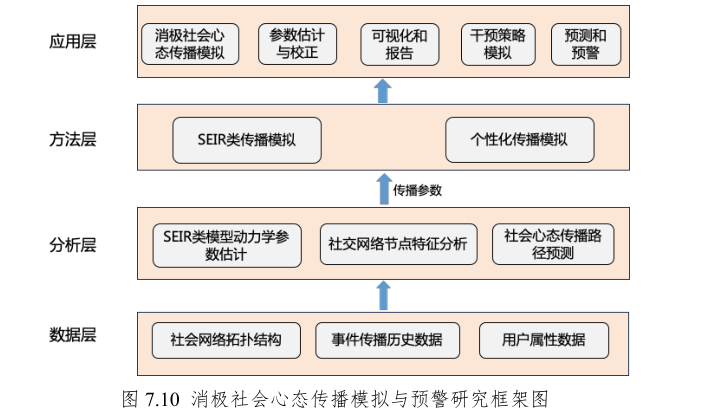 应用层
消极社会心
态传播模拟
参数估计
与校正
可视化和
报告
干预策略
模拟
预测和
预警
方法层
SEIR类传播模拟
个性化传播模拟
传播参数
分析层
SEIR类模型动力学参
数估计
社交网络节点特征分析
社会心态传播路
径预测
数据层
社会网络拓扑结构
事件传播历史数据
用户属性数据
图 7.10 消极社会心态传播模拟与预警研究框架图